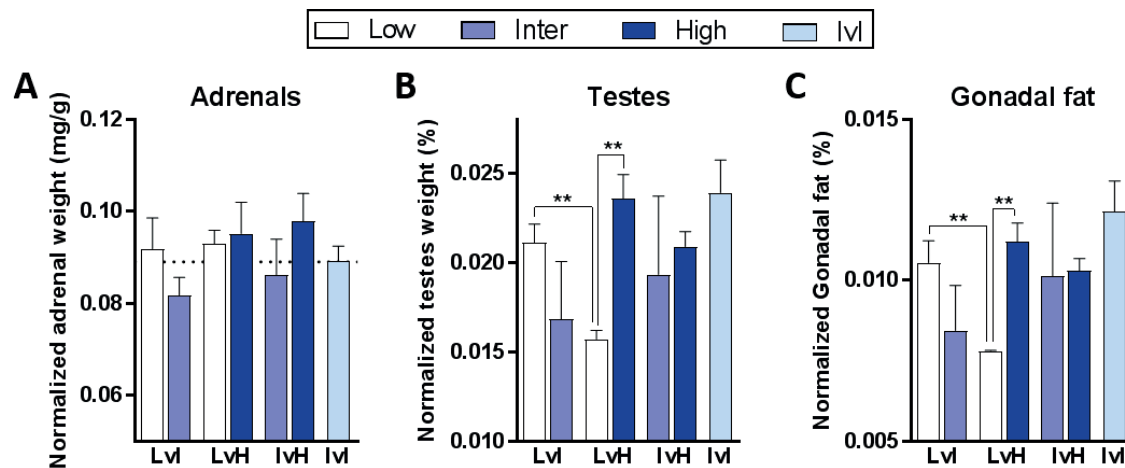 Low Inter High IvI
A Adrenals
Normalized adrenal weight (mg/g)
0.12
0.10
0.08
0.06
LvI LvH IvH IvI
B Testes
Normalized testes weight (%)
0.025
0.020
0.015
0.010
**
**
LvI LvH IvH IvI
C Gonadal fat
Normalized Gonadal fat (%)
0.015
0.010
0.005
**
**
LvI LvH IvH IvI